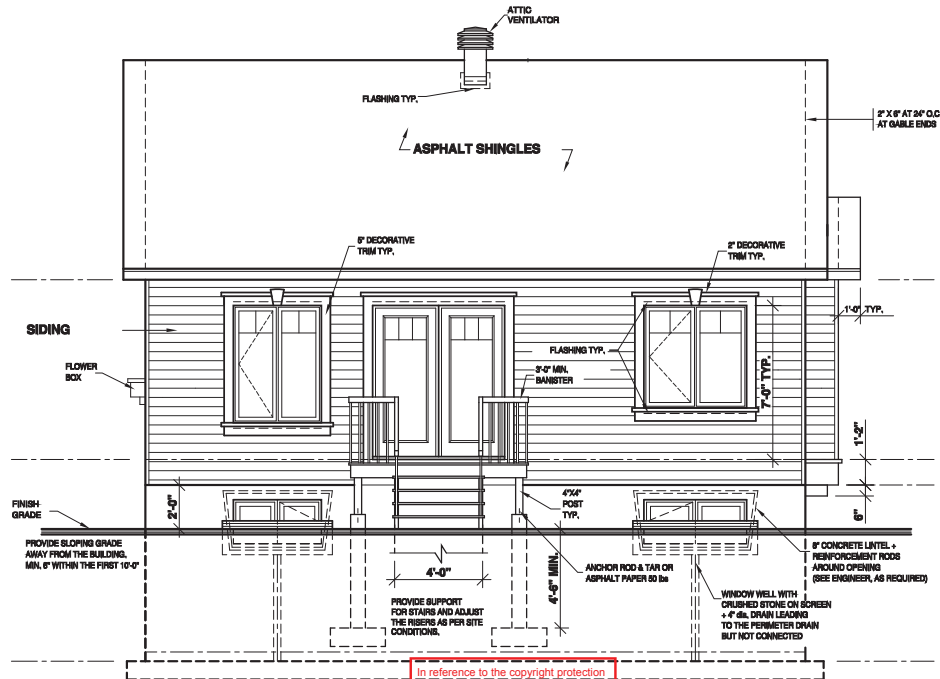 ATTIC
VENTILATOR
FLASHING TYP.
2" X 6" AT 24" O.C
AT GABLE ENDS
ASPHALT SHINGLES
5" DECORATIVE
TRIM TYP.
2" DECORATIVE
TRIM TYP.
1'-0" TYP.
SIDING
FLASHING TYP.
FLOWER
BOX
3'-0" MIN.
BANISTER
7'-0" TYP.
1'-2"
4"X4"
POST
TYP.
FINISH
GRADE
2'-0"
6"
PROVIDE SLOPING GRADE
AWAY FROM THE BUILDING,
MIN. 6" WITHIN THE FIRST 10'-0"
8" CONCRETE LINTEL +
REINFORCEMENT RODS
AROUND OPENING
(SEE ENGINEER, AS REQUIRED)
4'-0"
4'-6" MIN.
ANCHOR ROD & TAR OR
ASPHALT PAPER 50 lbs
PROVIDE SUPPORT
FOR STAIRS AND ADJUST
THE RISERS AS PER SITE
CONDITIONS.
WINDOW WELL WITH
CRUSHED STONE ON SCREEN
+ 4" dia. DRAIN LEADING
TO THE PERIMETER DRAIN
BUT NOT CONNECTED
In reference to the copyright protection